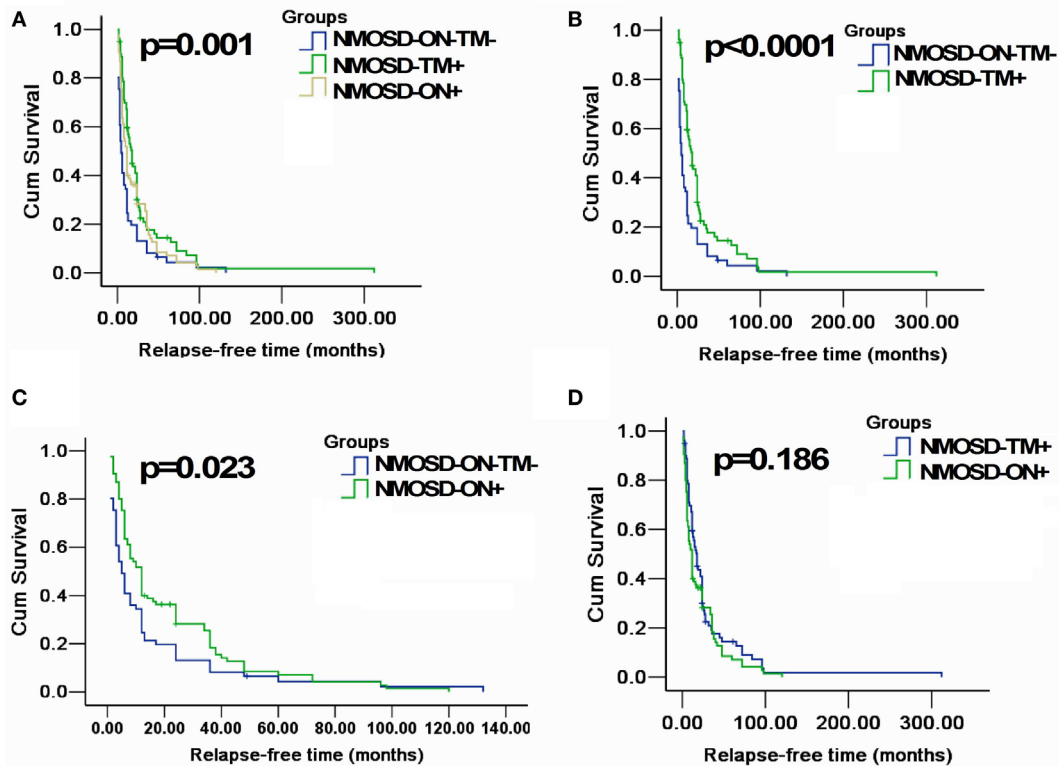 A
p=0.001
Groups
NMOSD-ON-TM-
NMOSD-TM+
NMOSD-ON+
Cum Survival
1.0
0.8
0.6
0.4
0.2
0.0
0.00 100.00 200.00 300.00
Relapse-free time (months)
B
p<0.0001
Groups
NMOSD-ON-TM-
NMOSD-TM+
Cum Survival
1.0
0.8
0.6
0.4
0.2
0.0
0.00 100.00 200.00 300.00
Relapse-free time (months)
C
p=0.023
Groups
NMOSD-ON-TM-
NMOSD-ON+
Cum Survival
1.0
0.8
0.6
0.4
0.2
0.0
0.00 20.00 40.00 60.00 80.00 100.00 120.00 140.00
Relapse-free time (months)
D
p=0.186
Groups
NMOSD-TM+
NMOSD-ON+
Cum Survival
1.0
0.8
0.6
0.4
0.2
0.0
0.00 100.00 200.00 300.00
Relapse-free time (months)